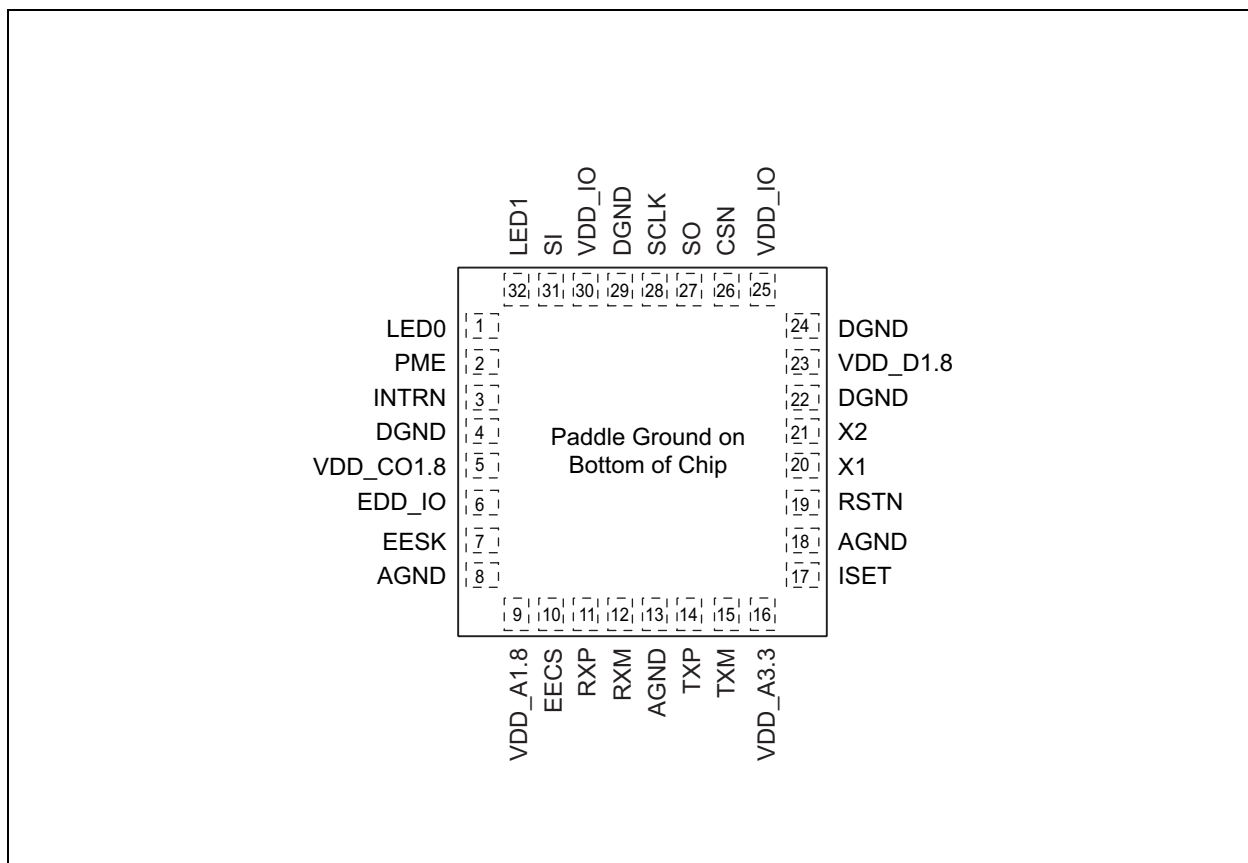 LED1
SI
VDD_IO
DGND
SCLK
SO
CSN
VDD_IO
32 31 30 29 28 27 26 25
LED0 1
PME 2
INTRN 3
DGND 4
VDD_CO1.8 5
EDD_IO 6
EESK 7
AGND 8
Paddle Ground on
Bottom of Chip
24 DGND
23 VDD_D1.8
22 DGND
21 X2
20 X1
19 RSTN
18 AGND
17 ISET
9 10 11 12 13 14 15 16
VDD_A1.8
EECS
RXP
RXM
AGND
TXP
TXM
VDD_A3.3